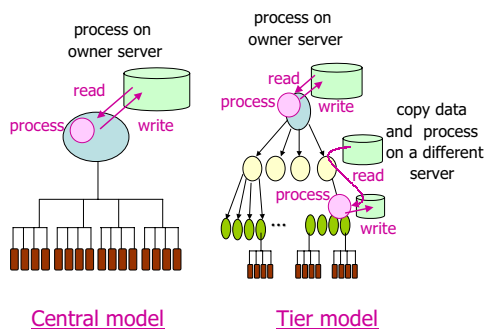 process on
owner server
read
process
write
Central model
process on
owner server
read
process
write
copy data
and process
on a different
server
read
process
write
...
Tier model